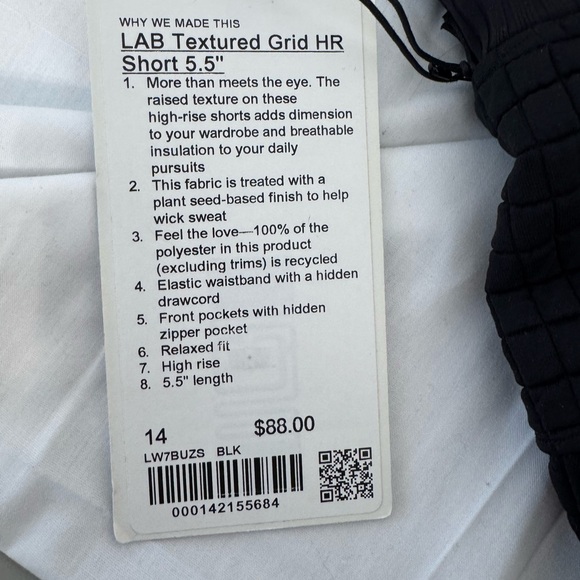 WHY WE MADE THIS
LAB Textured Grid HR
Short 5.5"
1. More than meets the eye. The
raised texture on these
high-rise shorts adds dimension
to your wardrobe and breathable
insulation to your daily
pursuits
2. This fabric is treated with a
plant seed-based finish to help
wick sweat
3. Feel the love—100% of the
polyester in this product
(excluding trims) is recycled
4. Elastic waistband with a hidden
drawcord
5. Front pockets with hidden
zipper pocket
6. Relaxed fit
7. High rise
8. 5.5" length
14 $88.00
LW7BUZS BLK
000142155684